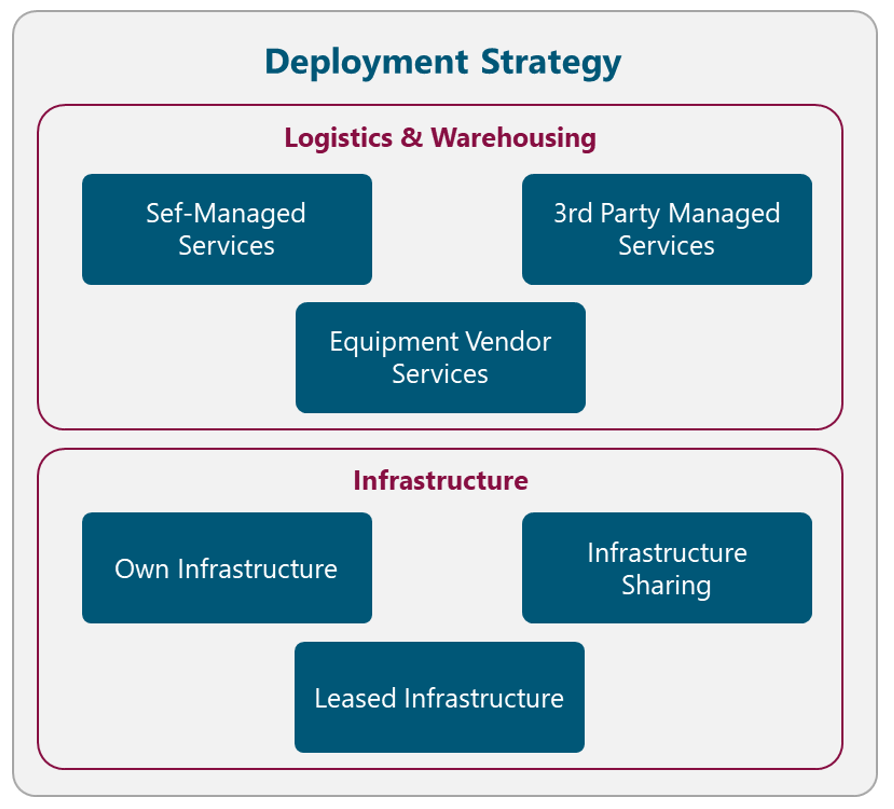 Deployment Strategy
Logistics & Warehousing
Sef-Managed
Services
3rd Party Managed
Services
Equipment Vendor
Services
Infrastructure
Own Infrastructure
Infrastructure
Sharing
Leased Infrastructure